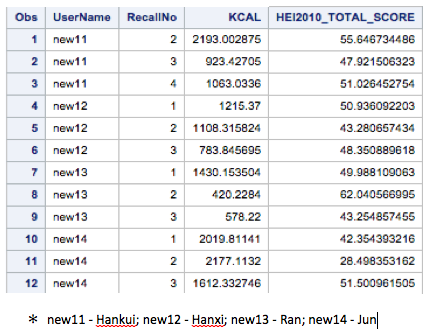 Obs UserName RecallNo KCAL HEI2010_TOTAL_SCORE
1 new11 2 2193.002875 55.646734486
2 new11 3 923.42705 47.921506323
3 new11 4 1063.0336 51.026452754
4 new12 1 1215.37 50.936092203
5 new12 2 1108.315824 43.280657434
6 new12 3 783.845695 48.350889618
7 new13 1 1430.153504 49.988109063
8 new13 2 420.2284 62.040566995
9 new13 3 578.22 43.254857455
10 new14 1 2019.81141 42.354393216
11 new14 2 2177.1132 28.498353162
12 new14 3 1612.332746 51.500961505
* new11 - Hankui; new12 - Hanxi; new13 - Ran; new14 - Jun